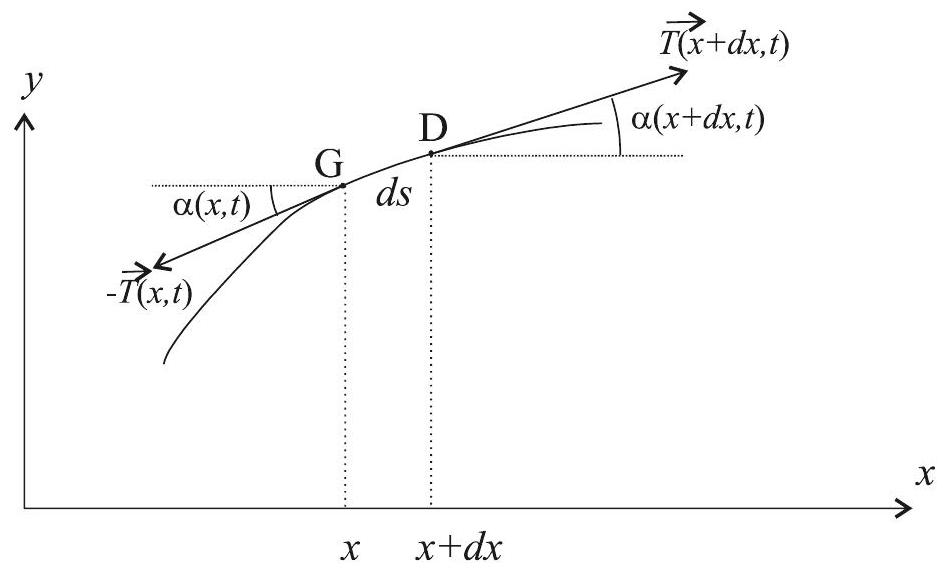 T(x+dx,t)
y
α(x+dx,t)
D
G
ds
α(x,t)
-T(x,t)
x
x
x+dx